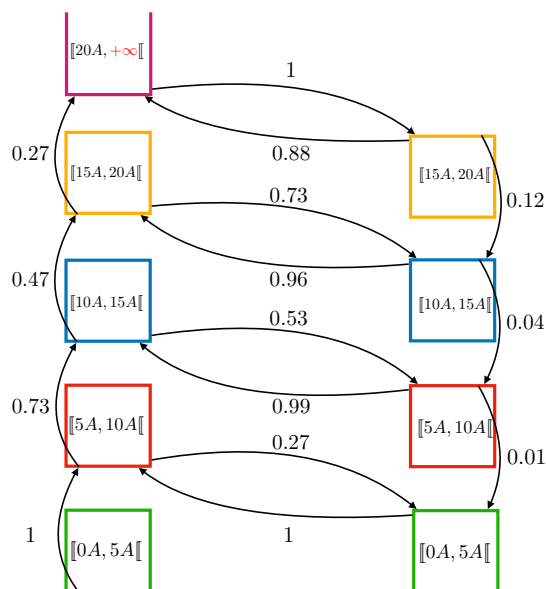 ⟦20A, +∞⟦
1
0.27
⟦15A, 20A⟦
0.88
⟦15A, 20A⟦
0.73
0.12
0.47
⟦10A, 15A⟦
0.96
⟦10A, 15A⟦
0.53
0.04
0.73
⟦5A, 10A⟦
0.99
⟦5A, 10A⟦
0.27
0.01
1
⟦0A, 5A⟦
1
⟦0A, 5A⟦